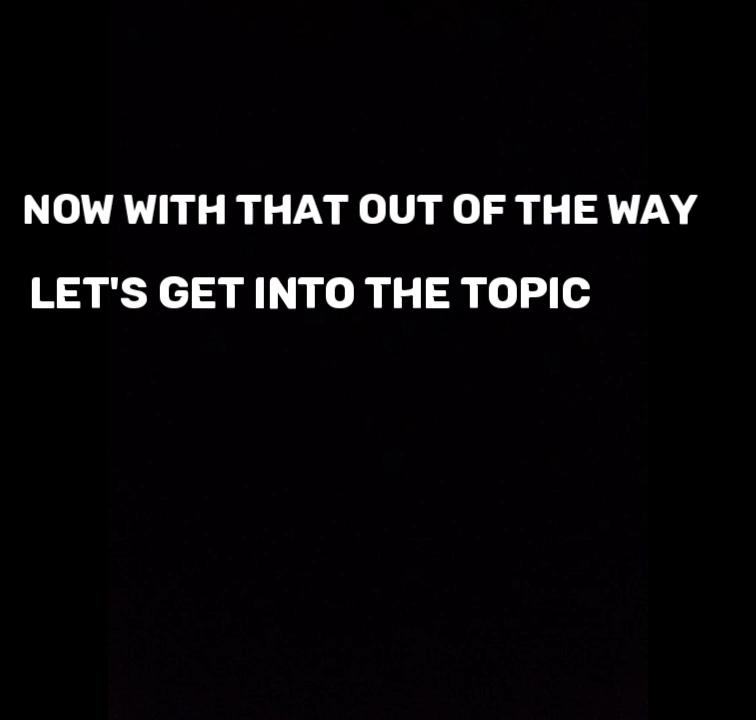 NOW WITH THAT OUT OF THE WAY
LET'S GET INTO THE TOPIC